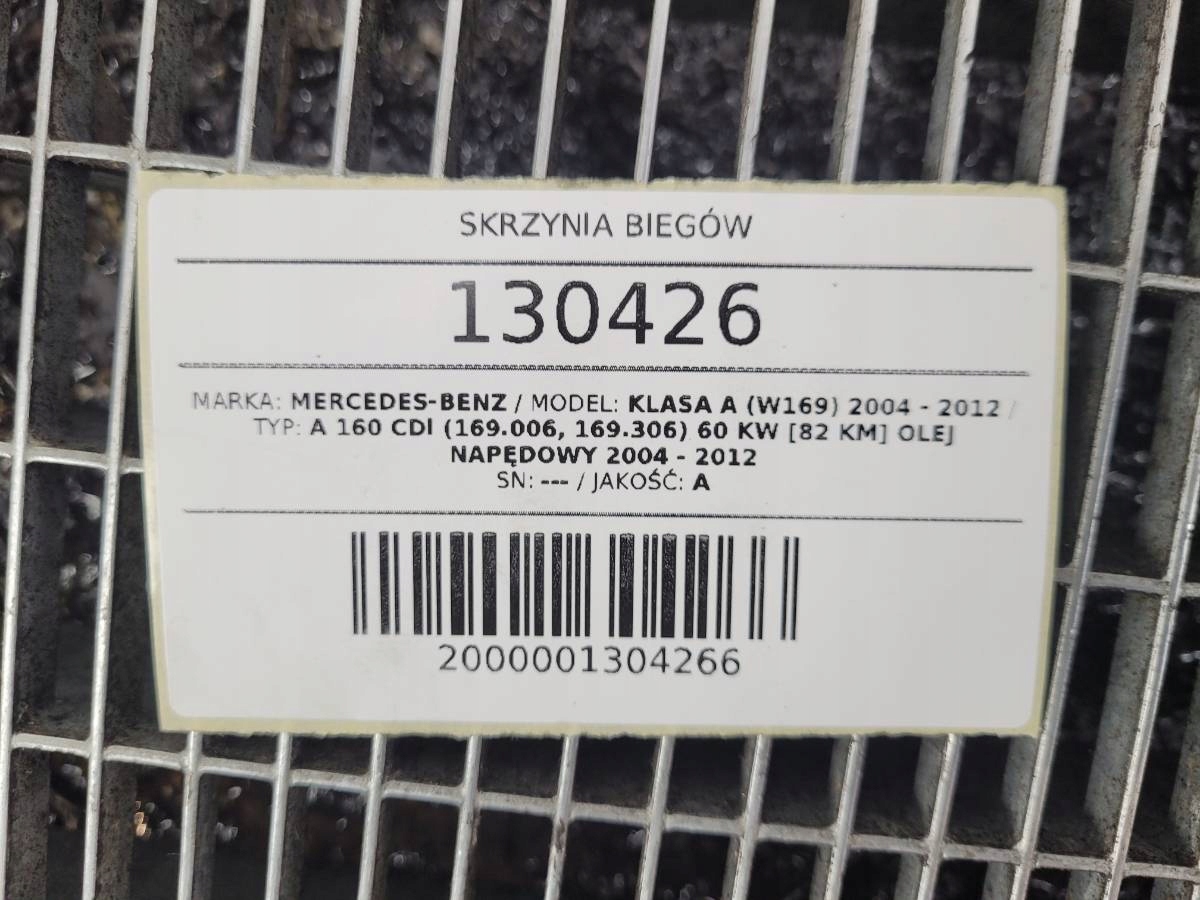 SKRZYNIA BIEGÓW
130426
MARKA: MERCEDES-BENZ / MODEL: KLASA A (W169) 2004 - 2012 /
TYP: A 160 CDI (169.006, 169.306) 60 KW [82 KM] OLEJ
NAPĘDOWY 2004 - 2012
SN: --- / JAKOŚĆ: A
2000001304266